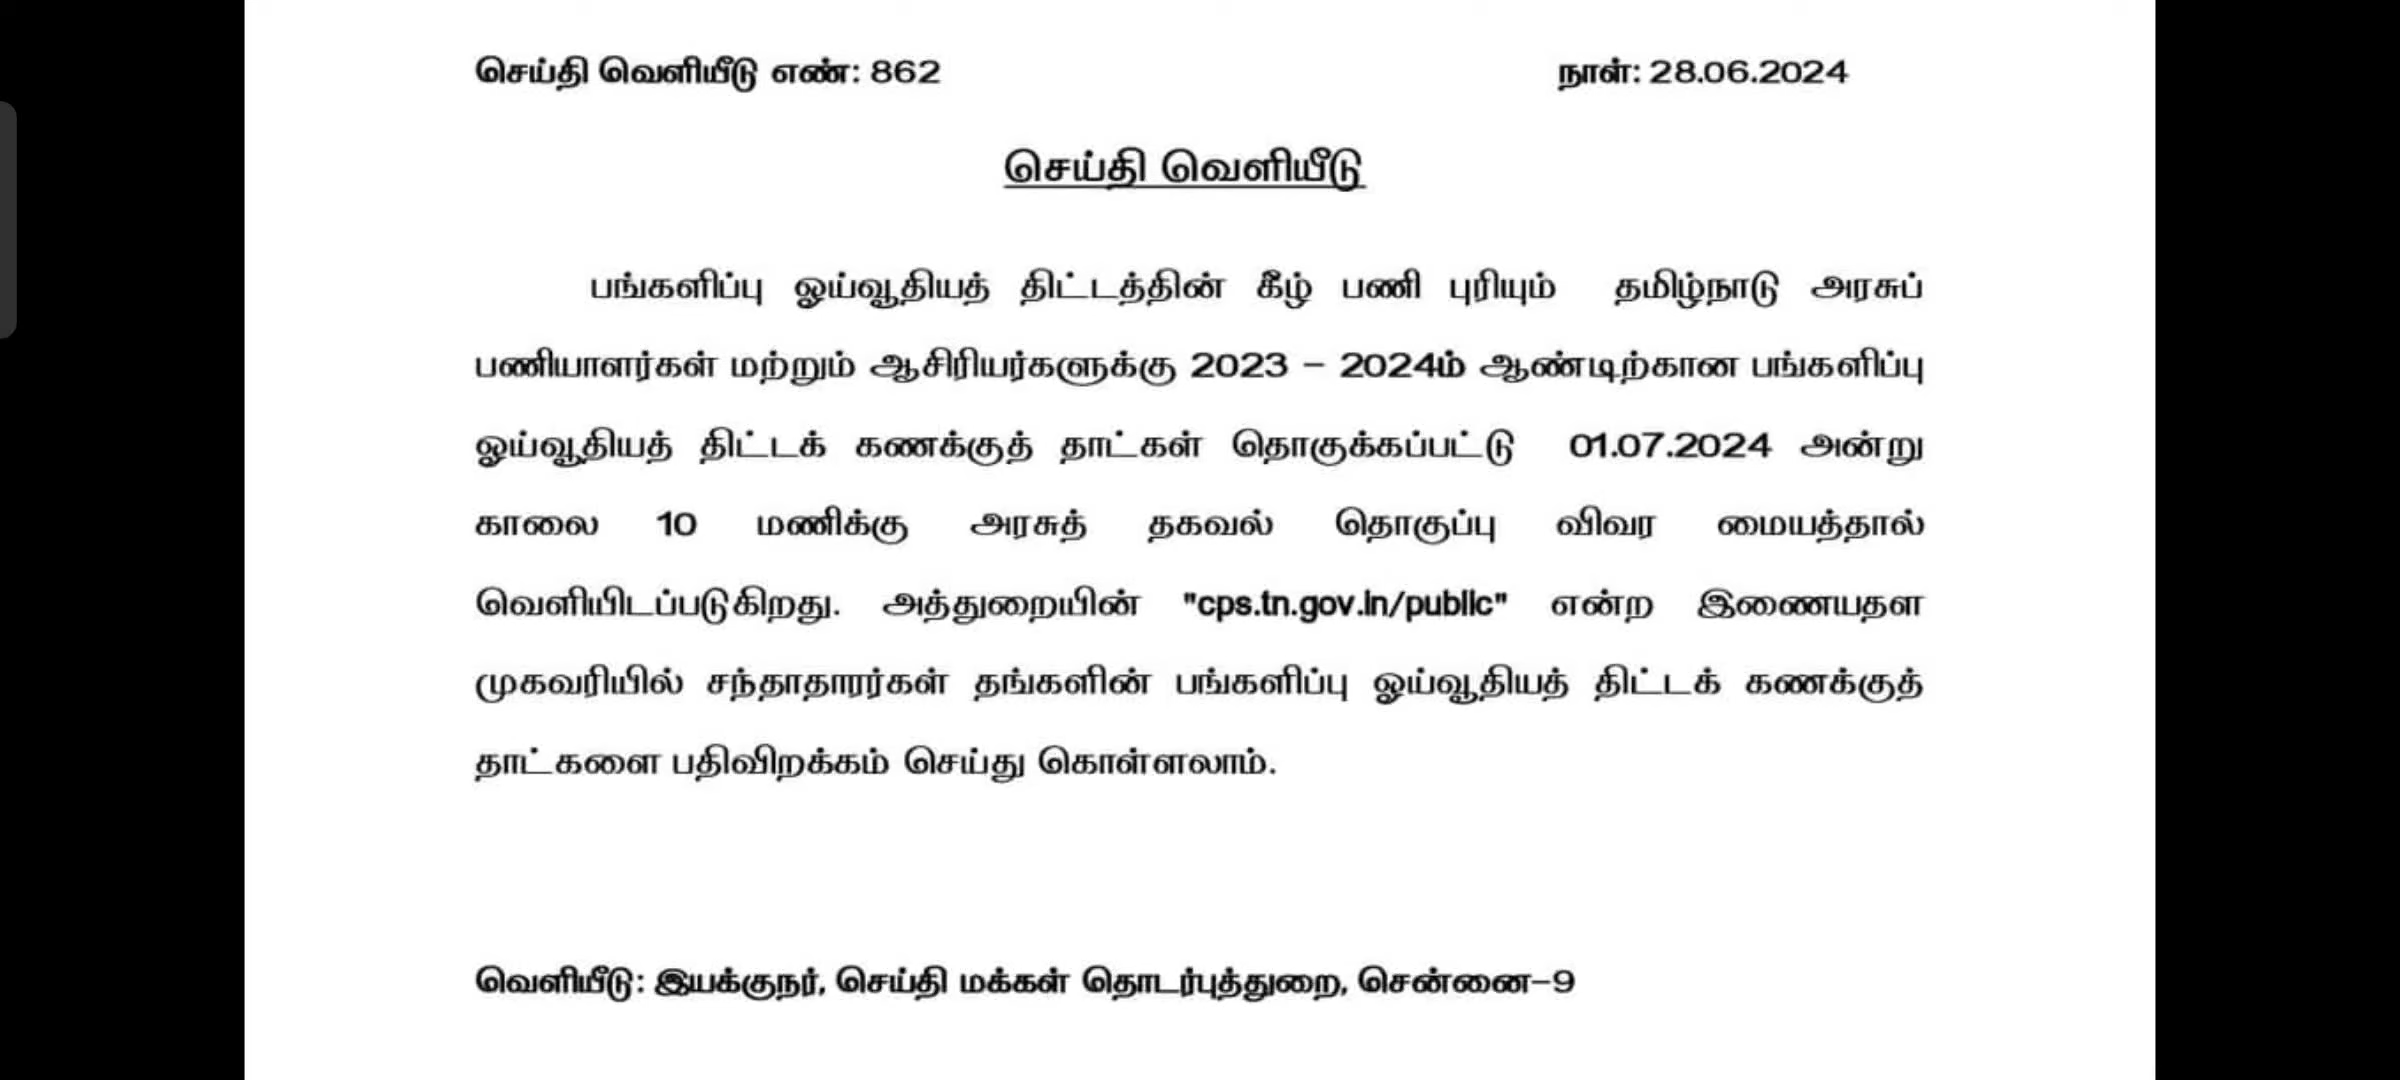 செய்தி வெளியீடு எண்: 862 நாள்: 28.06.2024
செய்தி வெளியீடு
பங்களிப்பு ஓய்வூதியத் திட்டத்தின் கீழ் பணி புரியும் தமிழ்நாடு அரசுப்
பணியாளர்கள் மற்றும் ஆசிரியர்களுக்கு 2023 – 2024ம் ஆண்டிற்கான பங்களிப்பு
ஓய்வூதியத் திட்டக் கணக்குத் தாட்கள் தொகுக்கப்பட்டு 01.07.2024 அன்று
காலை 10 மணிக்கு அரசுத் தகவல் தொகுப்பு விவர மையத்தால்
வெளியிடப்படுகிறது. அத்துறையின் "cps.tn.gov.in/public" என்ற இணையதள
முகவரியில் சந்தாதாரர்கள் தங்களின் பங்களிப்பு ஓய்வூதியத் திட்டக் கணக்குத்
தாட்களை பதிவிறக்கம் செய்து கொள்ளலாம்.
வெளியீடு: இயக்குநர், செய்தி மக்கள் தொடர்புத்துறை, சென்னை-9